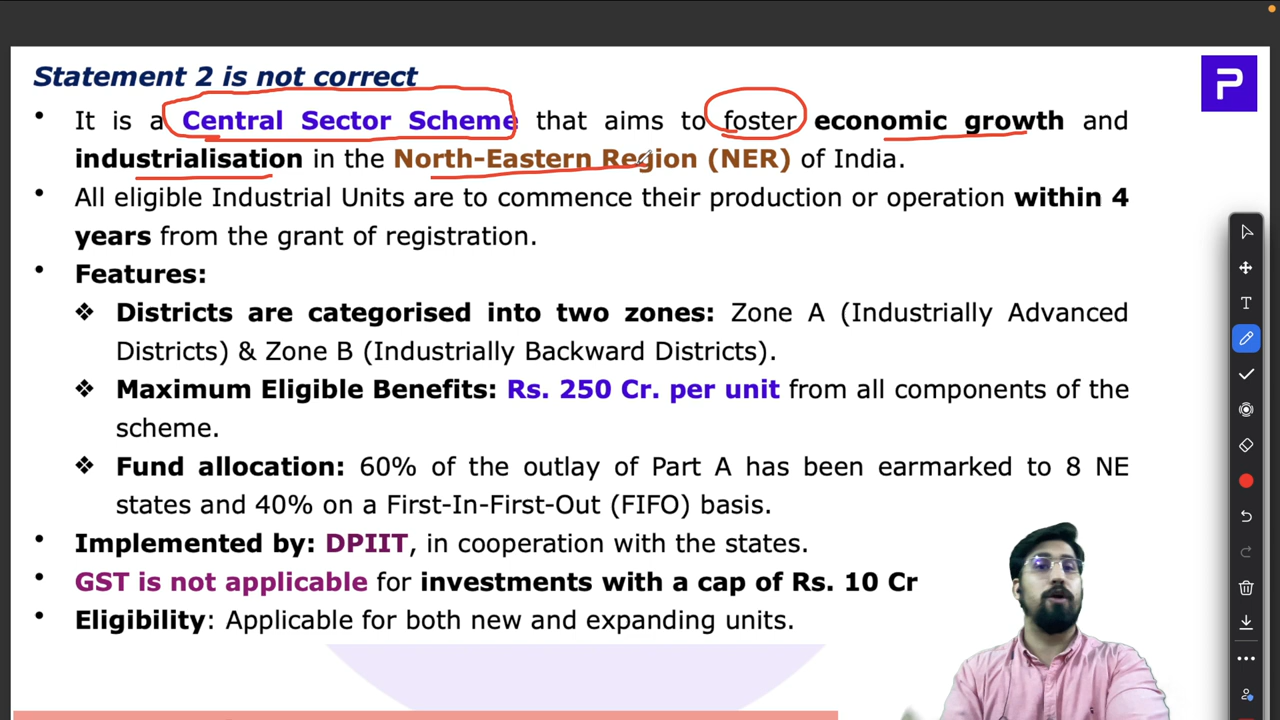 Statement 2 is not correct
P
• It is a Central Sector Scheme that aims to foster economic growth and
industrialisation in the North-Eastern Region (NER) of India.
• All eligible Industrial Units are to commence their production or operation within 4
years from the grant of registration.
• Features:
❖ Districts are categorised into two zones: Zone A (Industrially Advanced
Districts) & Zone B (Industrially Backward Districts).
❖ Maximum Eligible Benefits: Rs. 250 Cr. per unit from all components of the
scheme.
❖ Fund allocation: 60% of the outlay of Part A has been earmarked to 8 NE
states and 40% on a First-In-First-Out (FIFO) basis.
• Implemented by: DPIIT, in cooperation with the states.
• GST is not applicable for investments with a cap of Rs. 10 Cr
• Eligibility: Applicable for both new and expanding units.